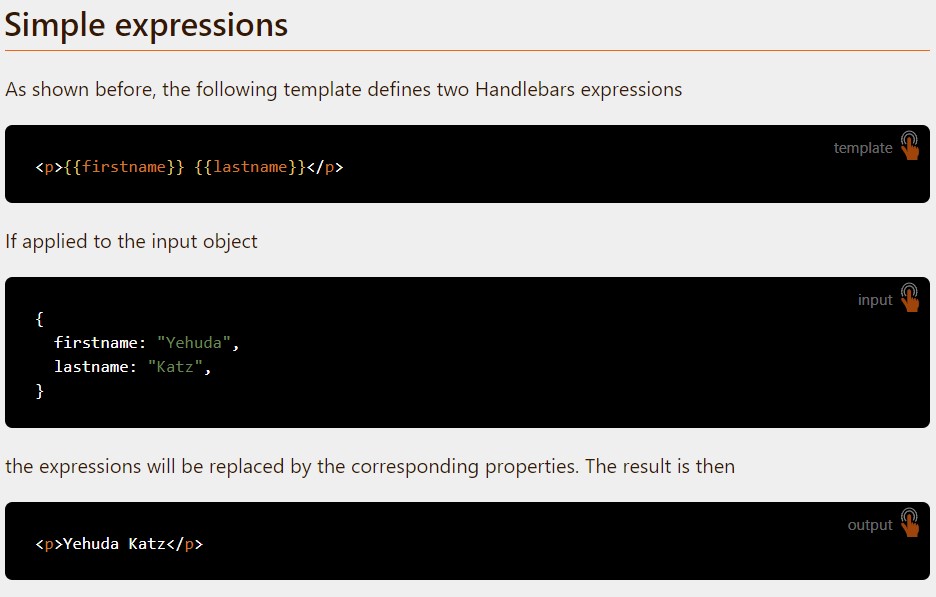 Simple expressions
As shown before, the following template defines two Handlebars expressions
template
<p>{{firstname}} {{lastname}}</p>
If applied to the input object
input
{
  firstname: "Yehuda",
  lastname: "Katz",
}
the expressions will be replaced by the corresponding properties. The result is then
output
<p>Yehuda Katz</p>